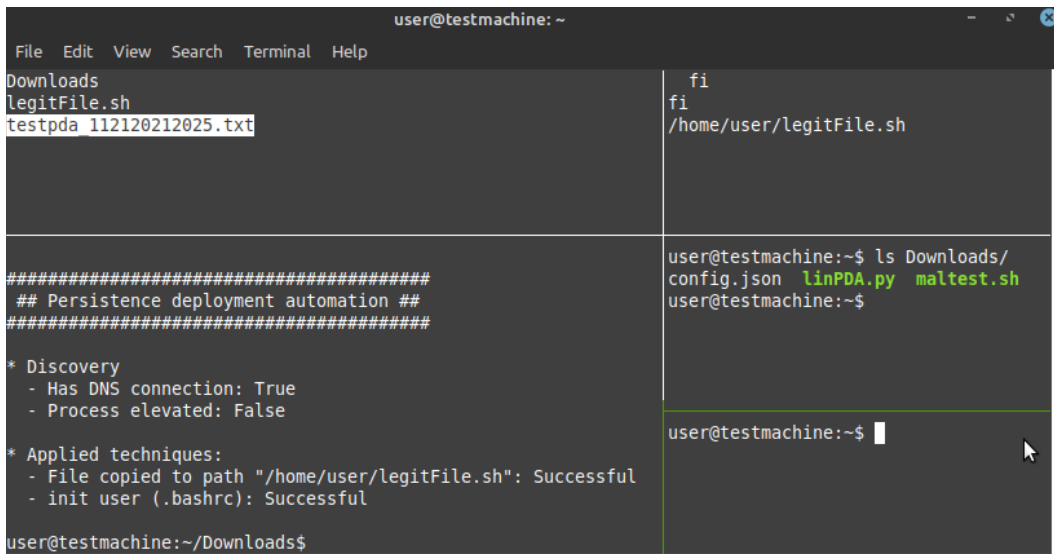 user@testmachine: ~
File Edit View Search Terminal Help
Downloads
legitFile.sh
testpda_112120212025.txt
fi
fi
/home/user/legitFile.sh
##########################################
## Persistence deployment automation ##
##########################################
* Discovery
- Has DNS connection: True
- Process elevated: False
* Applied techniques:
- File copied to path "/home/user/legitFile.sh": Successful
- init user (.bashrc): Successful
user@testmachine:~/Downloads$
user@testmachine:~$ ls Downloads/
config.json linPDA.py maltest.sh
user@testmachine:~$
user@testmachine:~$